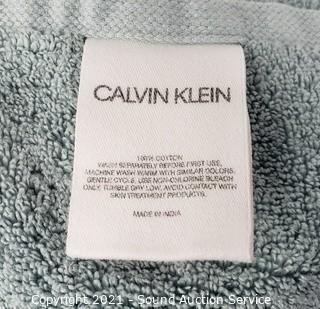 CALVIN KLEIN
100% COTTON
WASH SEPARATELY BEFORE FIRST USE,
MACHINE WASH WARM WITH SIMILAR COLORS,
GENTLE CYCLE, USE NON-CHLORINE BLEACH
ONLY, TUMBLE DRY LOW, AVOID CONTACT WITH
SKIN TREATMENT PRODUCTS.
MADE IN INDIA
Copyright 2021 - Sound Auction Service